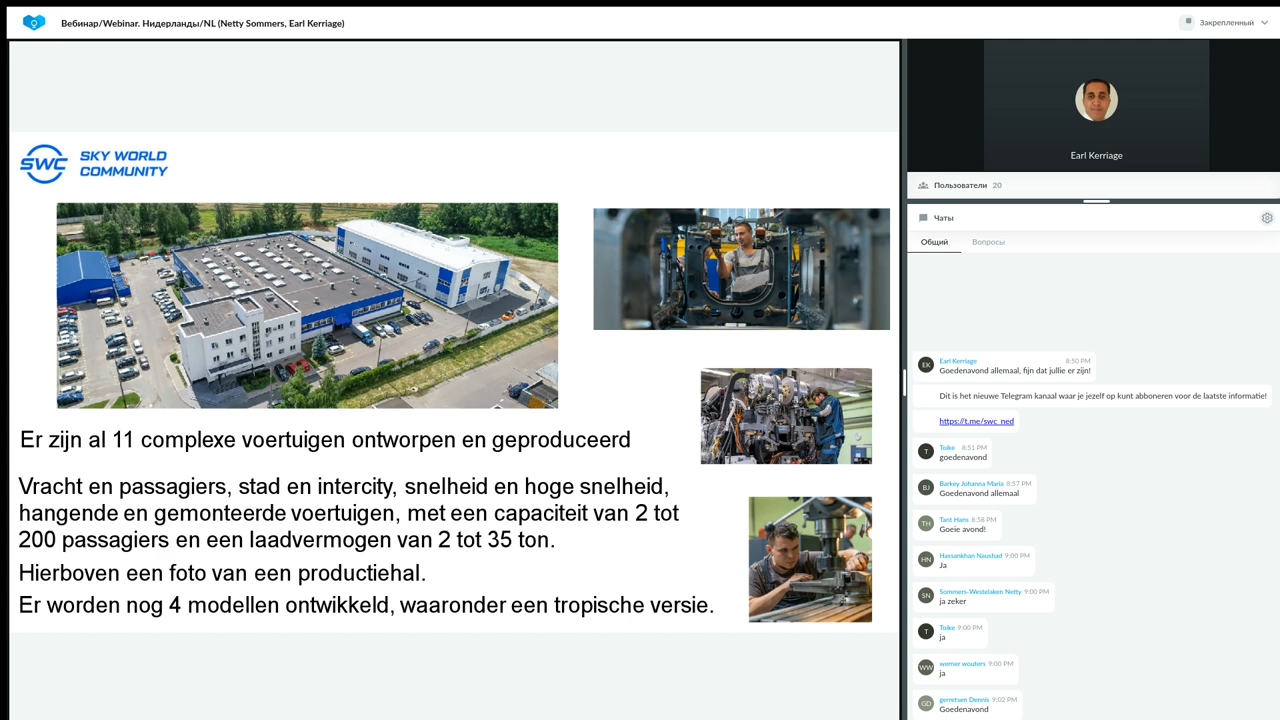 Вебинар/Webinar. Нидерланды/NL (Netty Sommers, Earl Kerriage)
Закрепленный
SWC
SKY WORLD
COMMUNITY
Er zijn al 11 complexe voertuigen ontworpen en geproduceerd
Vracht en passagiers, stad en intercity, snelheid en hoge snelheid,
hangende en gemonteerde voertuigen, met een capaciteit van 2 tot
200 passagiers en een laadvermogen van 2 tot 35 ton.
Hierboven een foto van een productiehal.
Er worden nog 4 modellen ontwikkeld, waaronder een tropische versie.
Earl Kerriage
Пользователи 20
Чаты
Общий Вопросы
EK
Earl Kerriage 8:50 PM
Goedenavond allemaal, fijn dat jullie er zijn!
Dit is het nieuwe Telegram kanaal waar je jezelf op kunt abboneren voor de laatste informatie!
https://t.me/swc_ned
T
Toike 8:51 PM
goedenavond
BJ
Barkey Johanna Maria 8:57 PM
Goedenavond allemaal
TH
Tant Hans 8:58 PM
Goeie avond!
HN
Hassankhan Naushad 9:00 PM
Ja
SN
Sommers-Westelaken Netty 9:00 PM
ja zeker
T
Toike 9:00 PM
ja
WW
werner wouters 9:00 PM
ja
GD
gerretsen Dennis 9:02 PM
Goedenavond